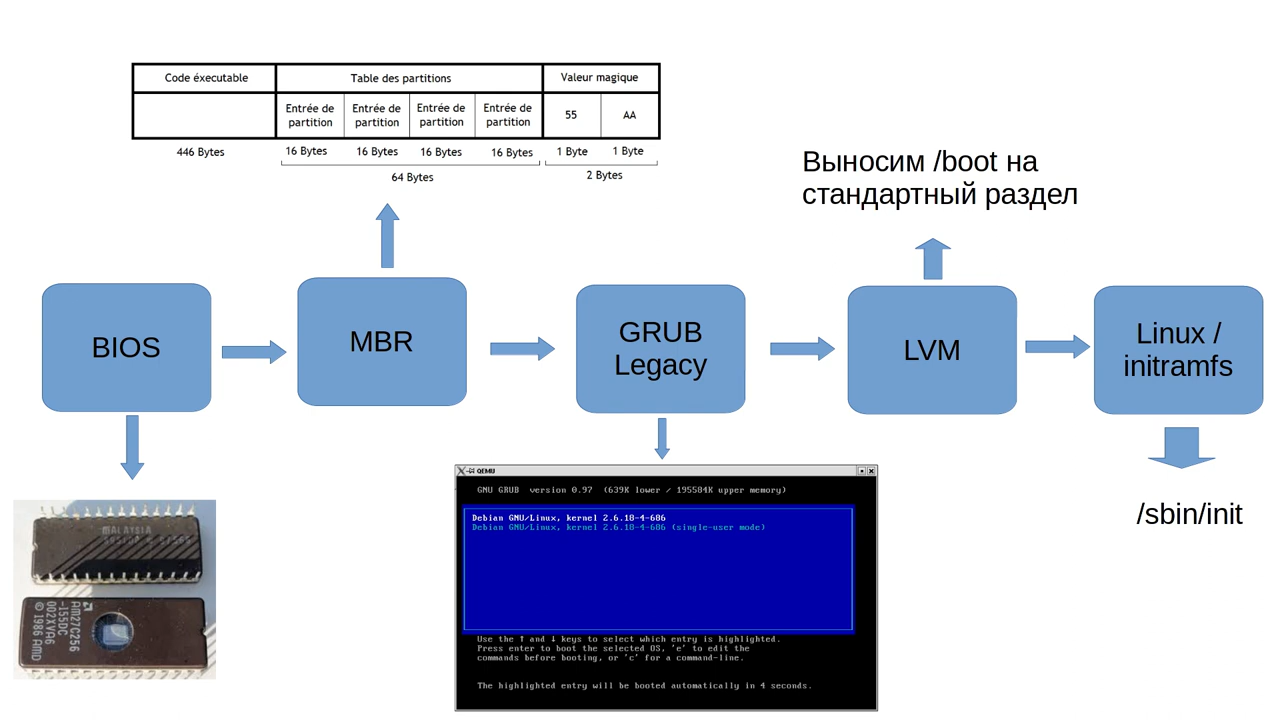 Code éxecutable
Table des partitions
Valeur magique
Entrée de
partition
Entrée de
partition
Entrée de
partition
Entrée de
partition
55
AA
446 Bytes
16 Bytes
16 Bytes
16 Bytes
16 Bytes
1 Byte
1 Byte
64 Bytes
2 Bytes
Выносим /boot на
стандартный раздел
BIOS
MBR
GRUB
Legacy
LVM
Linux /
initramfs
/sbin/init
MALAYSIA
AM27C256
-155DC
002XVA6
© 1986 AMD
QEMU
GNU GRUB version 0.97 (639K lower / 195584K upper memory)
Debian GNU/Linux, kernel 2.6.18-4-686
Debian GNU/Linux, kernel 2.6.18-4-686 (single-user mode)
Use the ↑ and ↓ keys to select which entry is highlighted.
Press enter to boot the selected OS, 'e' to edit the
commands before booting, or 'c' for a command-line.
The highlighted entry will be booted automatically in 4 seconds.